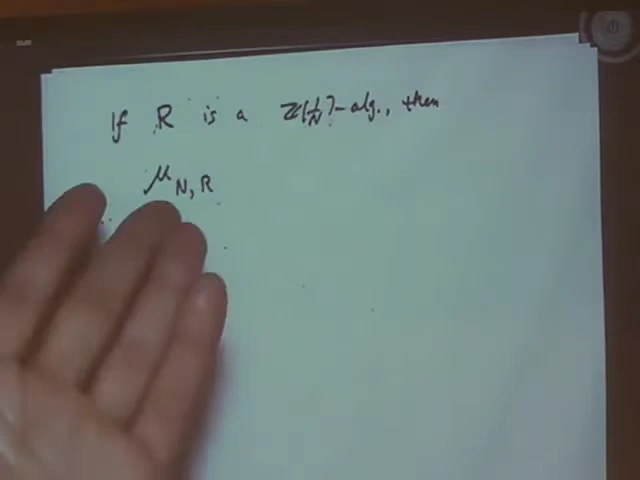 If R is a ℤ[1/N]-alg., then
μ_{N, R}